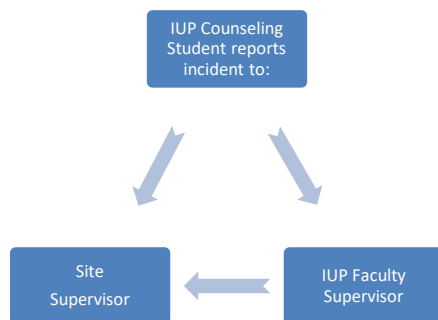 IUP Counseling
Student reports
incident to:
Site
Supervisor
IUP Faculty
Supervisor